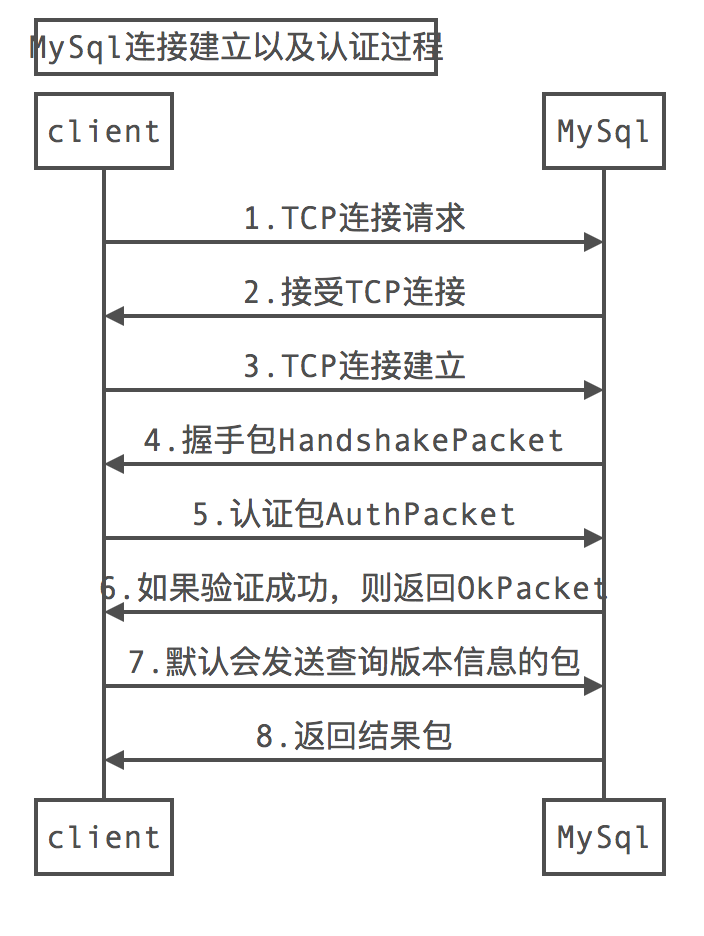 MySql连接建立以及认证过程
client
MySql
1.TCP连接请求
2.接受TCP连接
3.TCP连接建立
4.握手包HandshakePacket
5.认证包AuthPacket
6.如果验证成功，则返回OkPacket
7.默认会发送查询版本信息的包
8.返回结果包
client
MySql